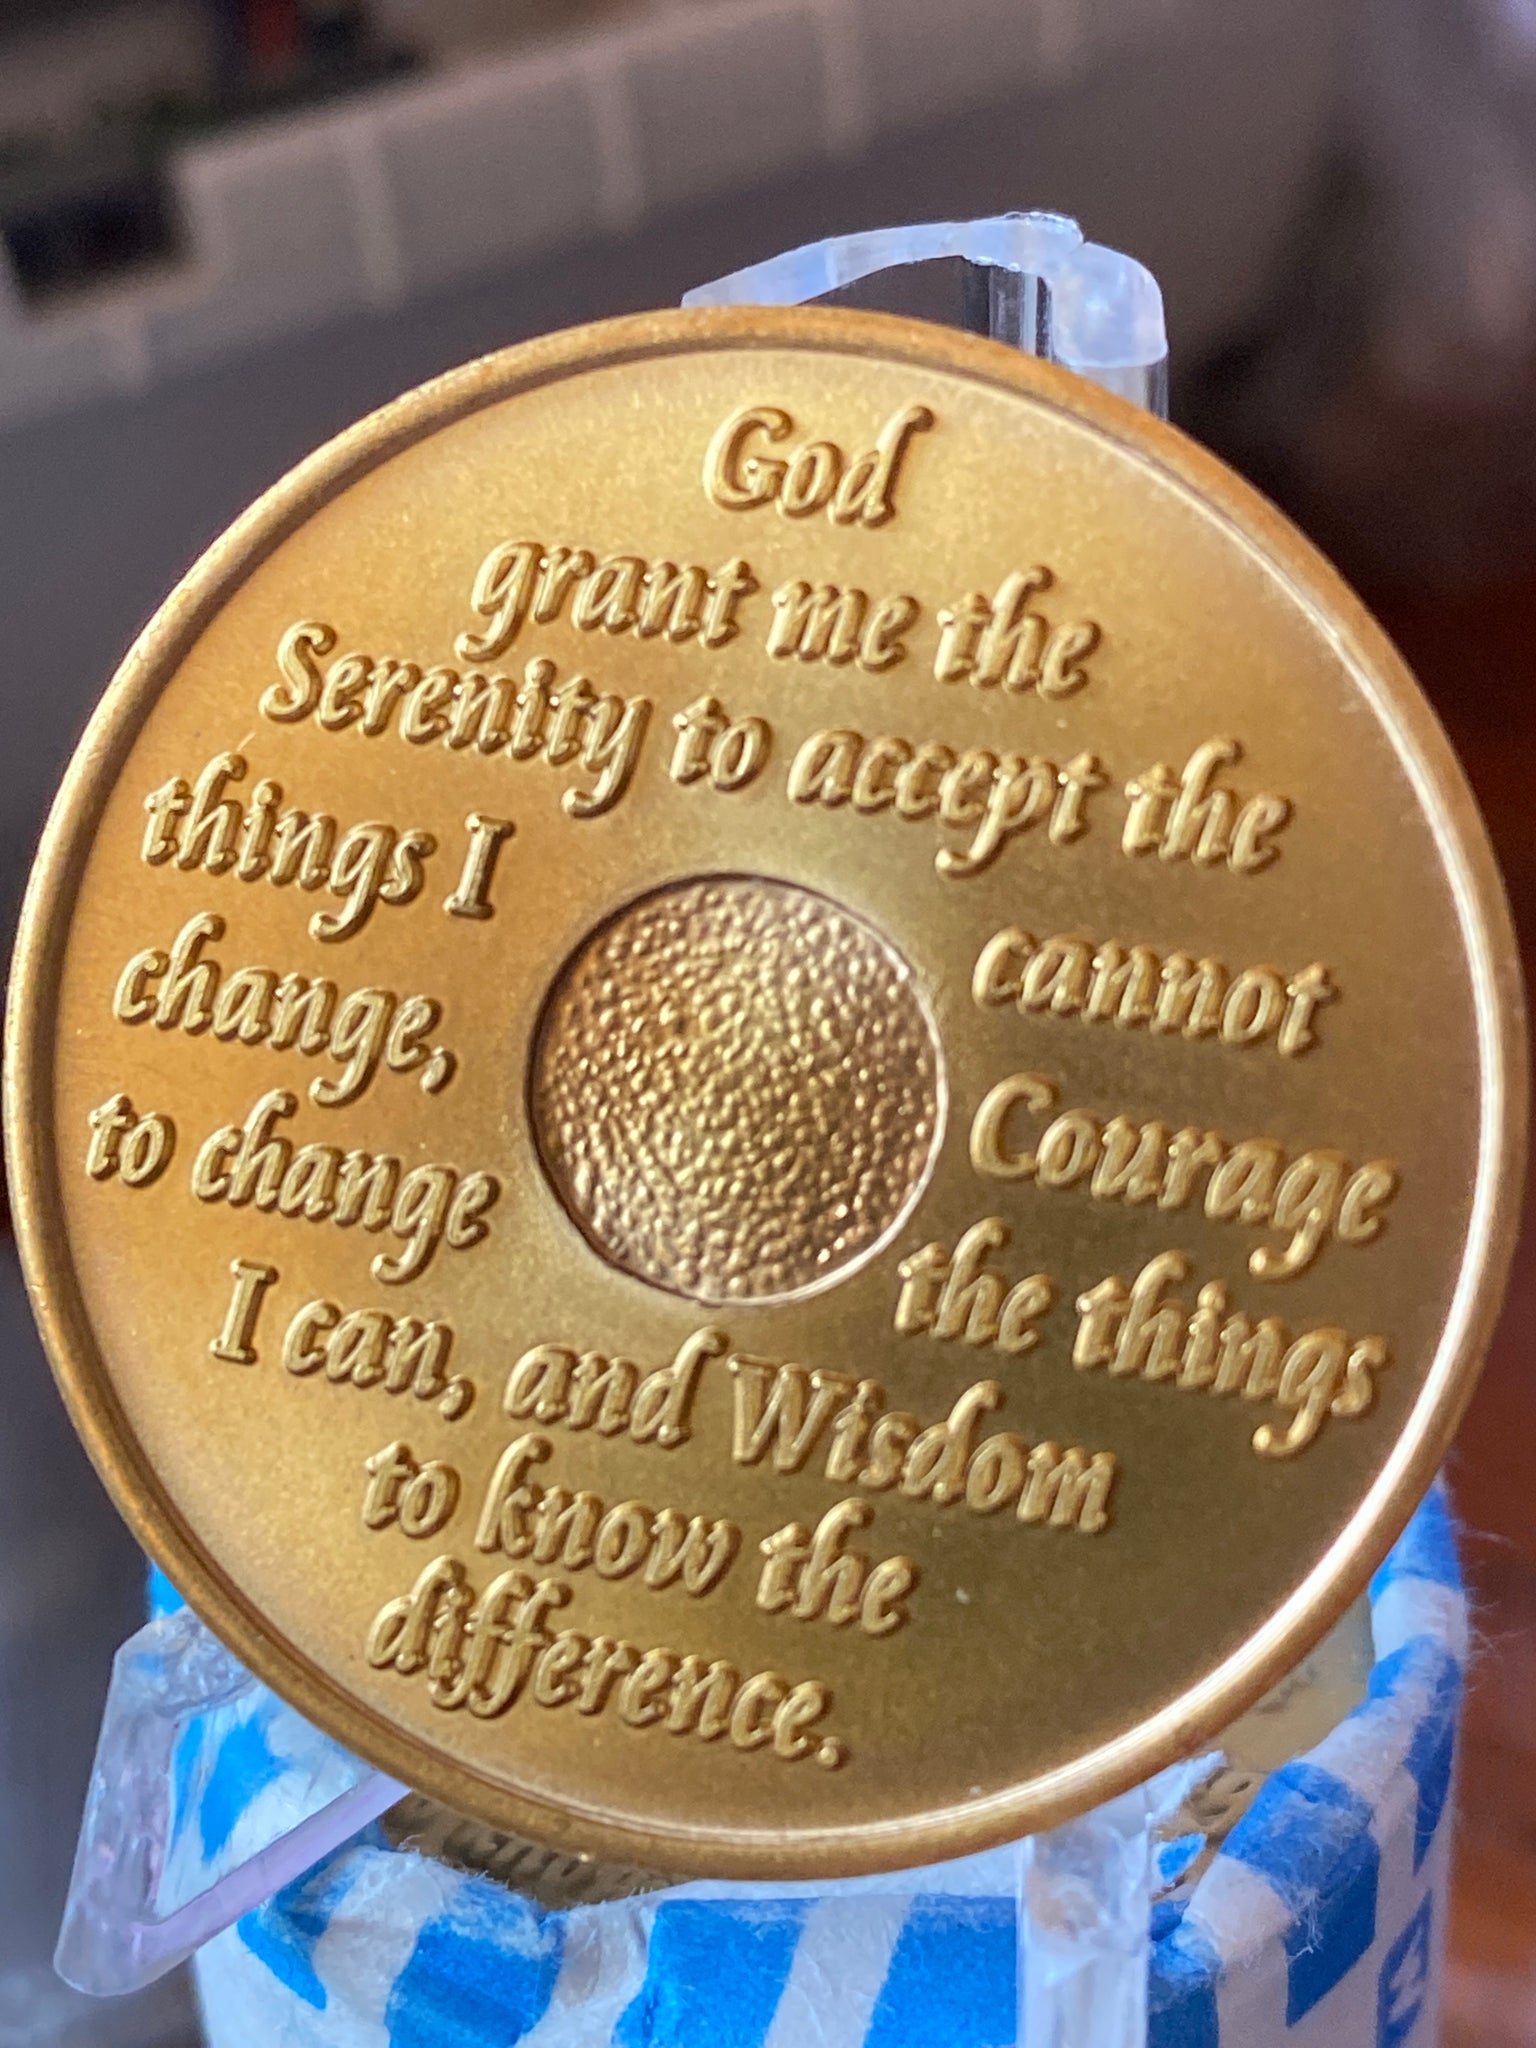 God
grant me the
Serenity to accept the
things I cannot
change, Courage
to change the things
I can, and Wisdom
to know the
difference.